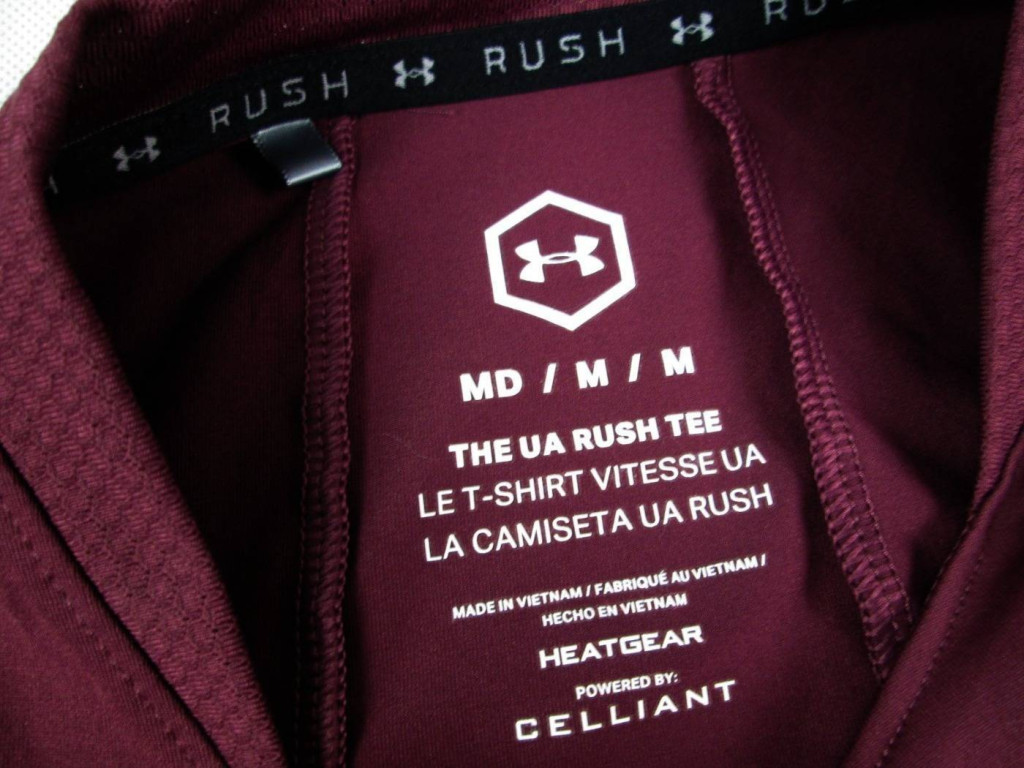 RUSH RUSH RU
MD / M / M
THE UA RUSH TEE
LE T-SHIRT VITESSE UA
LA CAMISETA UA RUSH
MADE IN VIETNAM / FABRIQUÉ AU VIETNAM /
HECHO EN VIETNAM
HEATGEAR
POWERED BY:
CELLIANT